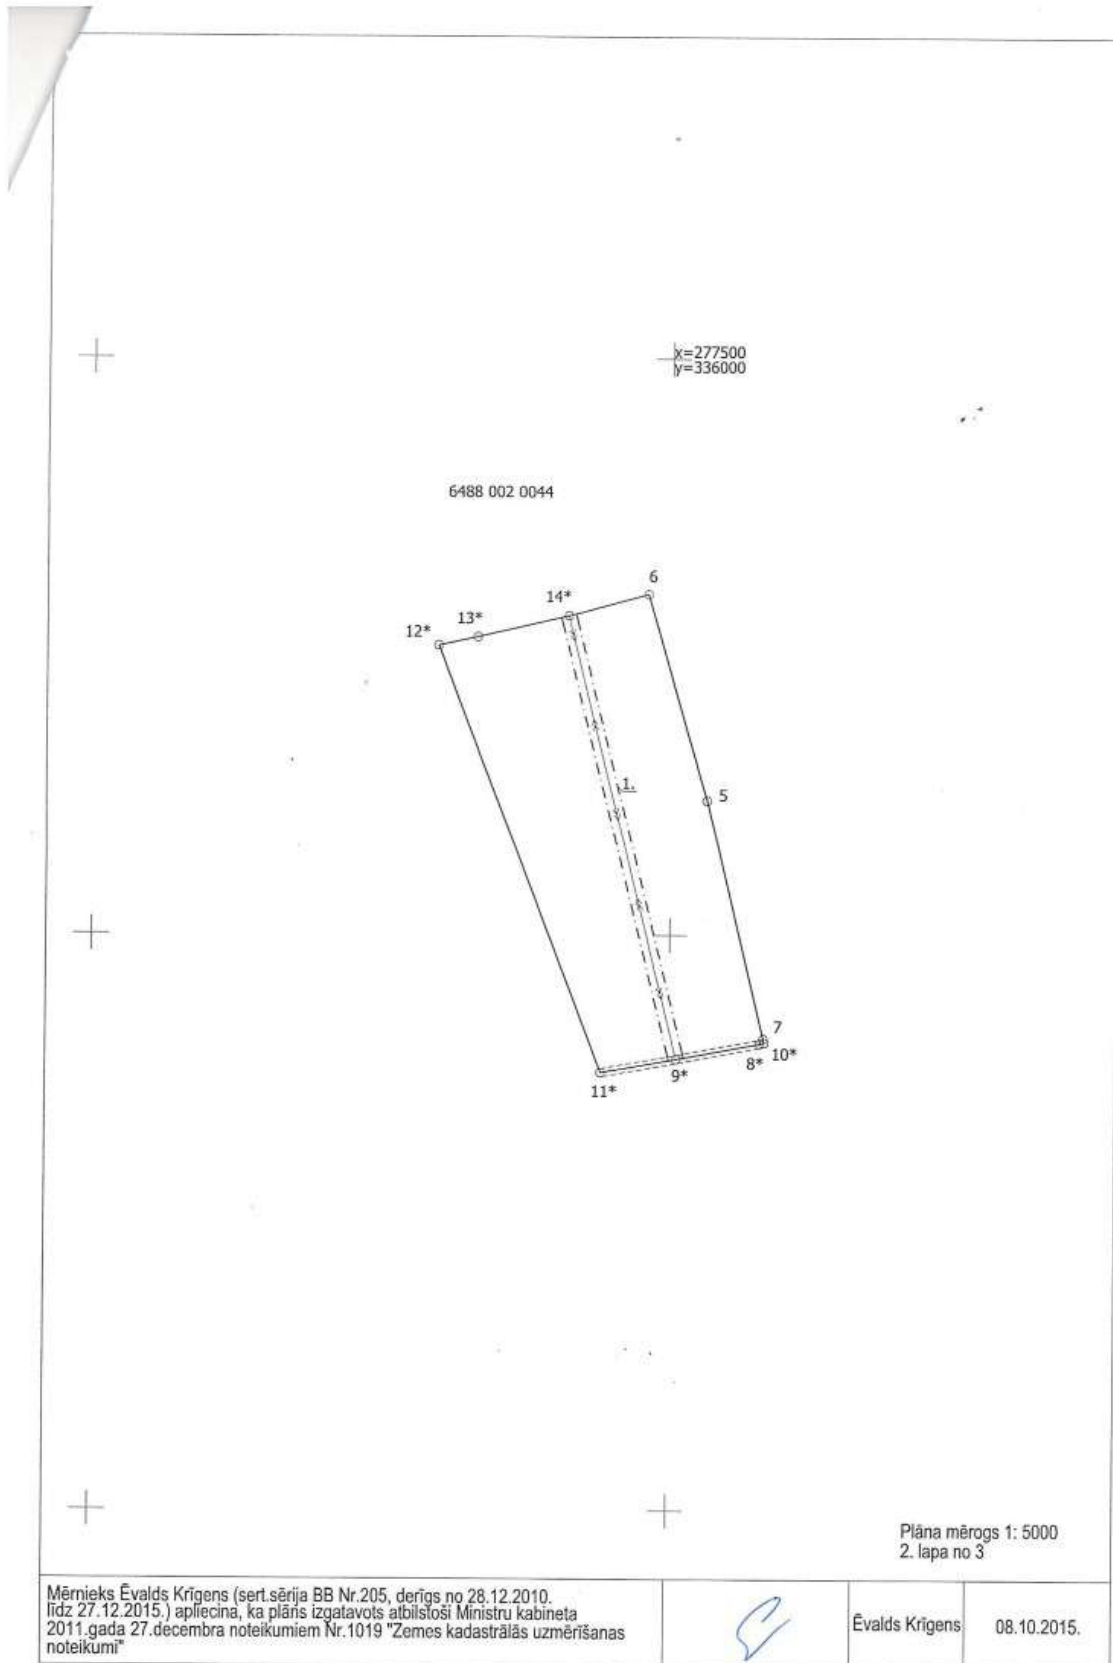 x=277500
y=336000
6488 002 0044
6
14*
13*
12*
1.
5
7
10*
8*
9*
11*
Plāna mērogs 1: 5000
2. lapa no 3
Mērnieks Ēvalds Krīgens (sert.sērija BB Nr.205, derīgs no 28.12.2010.
līdz 27.12.2015.) apliecina, ka plāns izgatavots atbilstoši Ministru kabineta
2011.gada 27.decembra noteikumiem Nr.1019 "Zemes kadastrālās uzmērīšanas
noteikumi"
Ēvalds Krīgens
08.10.2015.